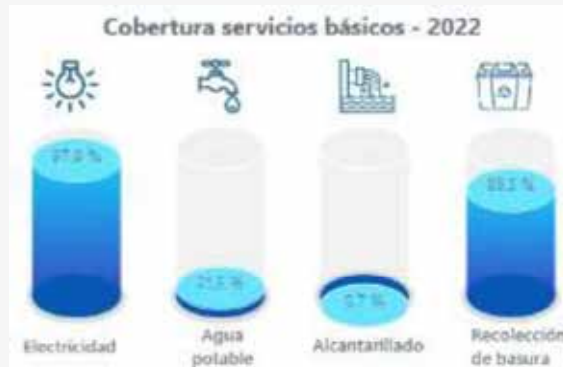 Cobertura servicios básicos - 2022
Electricidad
Agua
potable
Alcantarillado
Recolección
de basura